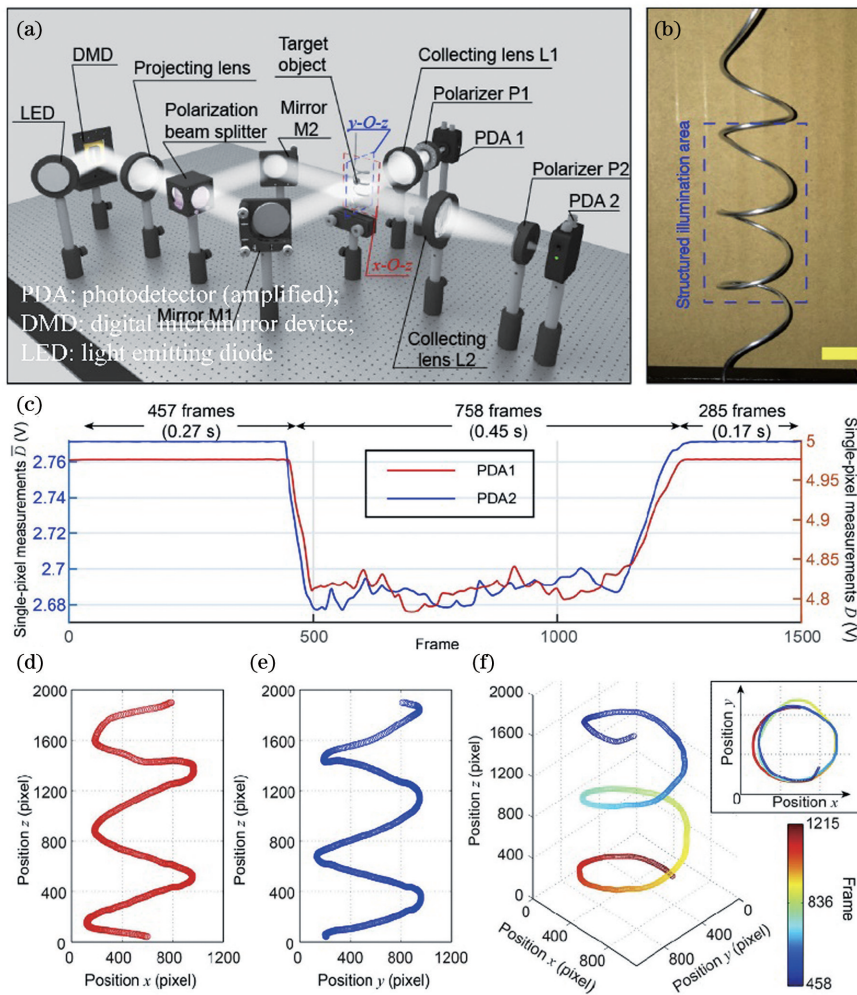 (a)
DMD
Projecting lens
Target
object
Collecting lens L1
LED
Polarization
beam splitter
Mirror
M2
y-O-z
Polarizer P1
PDA 1
Polarizer P2
PDA 2
x-O-z
PDA: photodetector (amplified);
Mirror M1
DMD: digital micromirror device;
LED: light emitting diode
Collecting
lens L2
(b)
Structured illumination area
(c)
457 frames
(0.27 s)
758 frames
(0.45 s)
285 frames
(0.17 s)
Single-pixel measurements D̅ (V)
2.76
2.74
2.72
2.7
2.68
PDA1
PDA2
5
4.95
4.9
4.85
4.8
Single-pixel measurements D (V)
0
500
1000
1500
Frame
(d)
2000
1600
1200
800
400
0
Position z (pixel)
0
400
800
1200
Position x (pixel)
(e)
2000
1600
1200
800
400
0
Position z (pixel)
0
400
800
1200
Position y (pixel)
(f)
2000
1600
1200
800
400
0
Position z (pixel)
0
400
800
Position x (pixel)
0
400
800
Position y (pixel)
Position y
0
Position x
1215
836
458
Frame